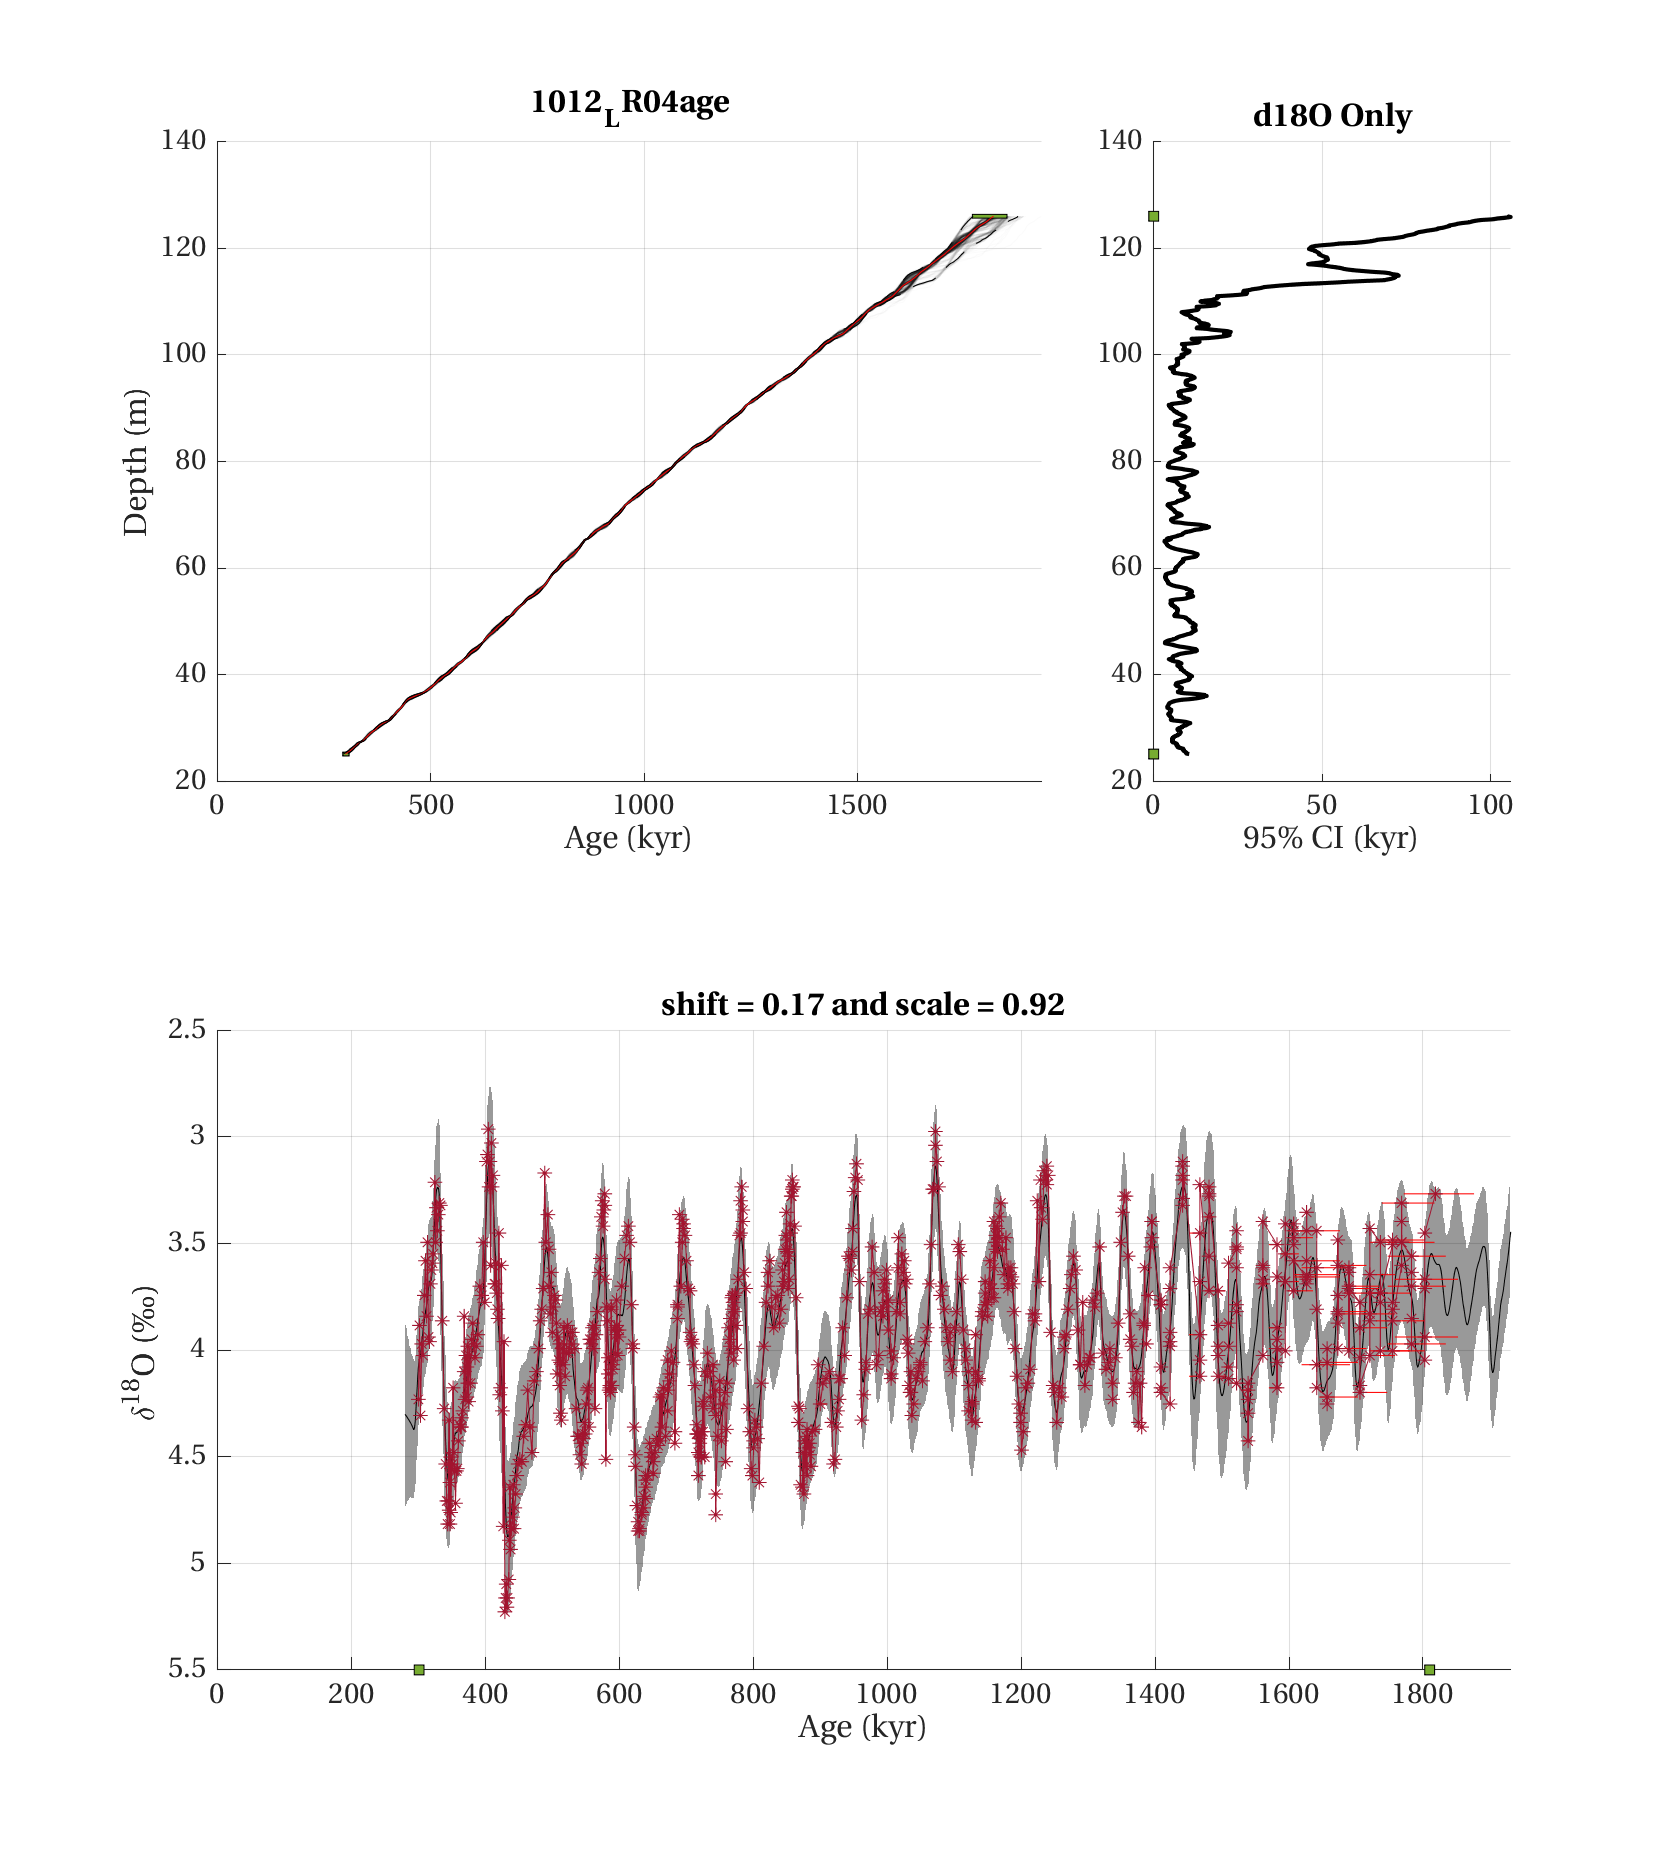 1012_LR04age
140
120
100
80
60
40
20
0 500 1000 1500
Age (kyr)
Depth (m)
d18O Only
140
120
100
80
60
40
20
0 50 100
95% CI (kyr)
shift = 0.17 and scale = 0.92
2.5
3
3.5
4
4.5
5
5.5
0 200 400 600 800 1000 1200 1400 1600 1800
Age (kyr)
δ¹⁸O (‰)